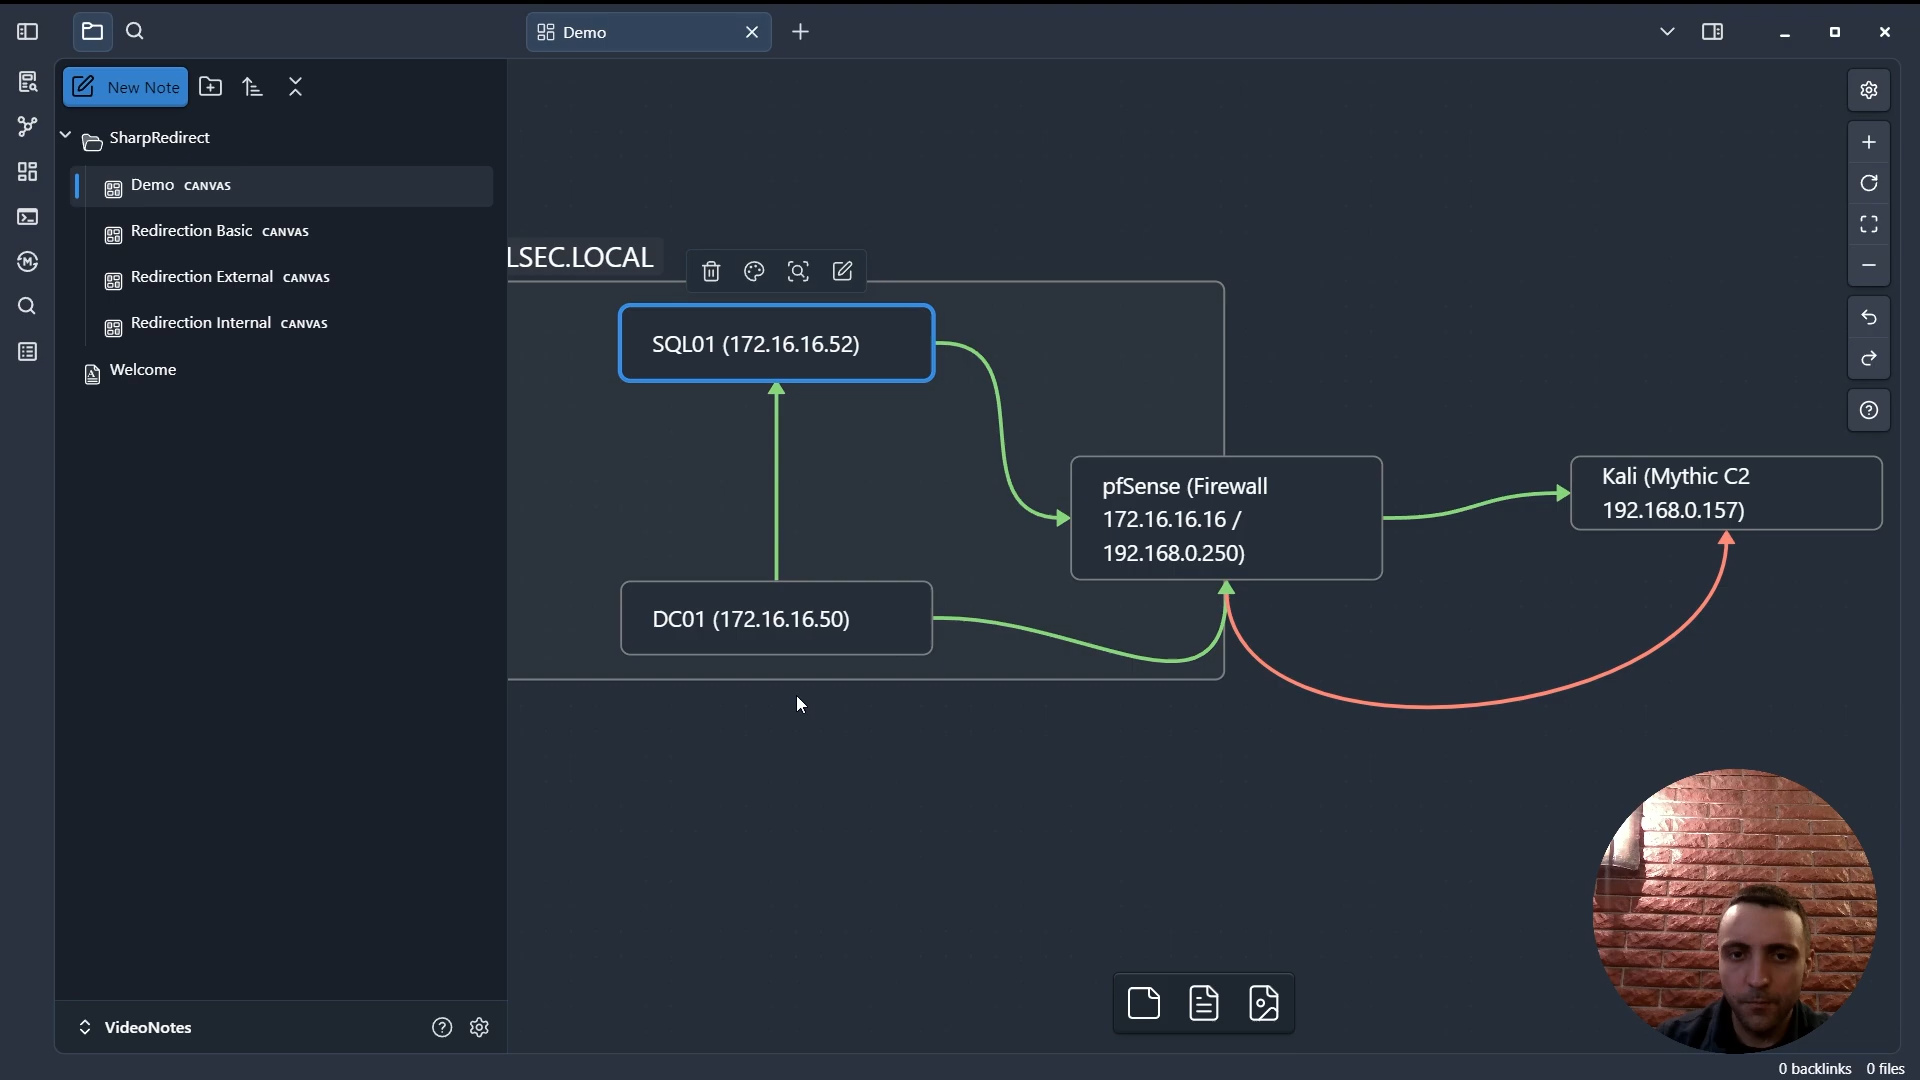 Demo
New Note
SharpRedirect
Demo CANVAS
Redirection Basic CANVAS
Redirection External CANVAS
Redirection Internal CANVAS
Welcome
LSEC.LOCAL
SQL01 (172.16.16.52)
pfSense (Firewall
172.16.16.16 /
192.168.0.250)
Kali (Mythic C2
192.168.0.157)
DC01 (172.16.16.50)
VideoNotes
0 backlinks 0 files